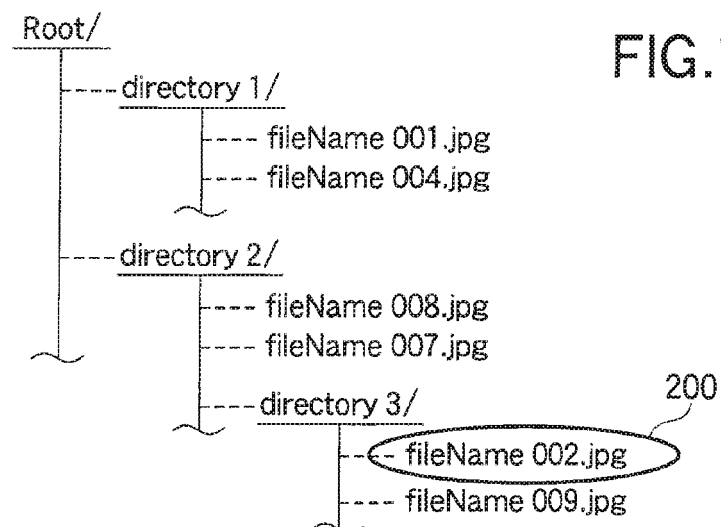 Root/
FIG.
directory 1/
fileName 001.jpg
fileName 004.jpg
directory 2/
fileName 008.jpg
fileName 007.jpg
directory 3/
200
fileName 002.jpg
fileName 009.jpg